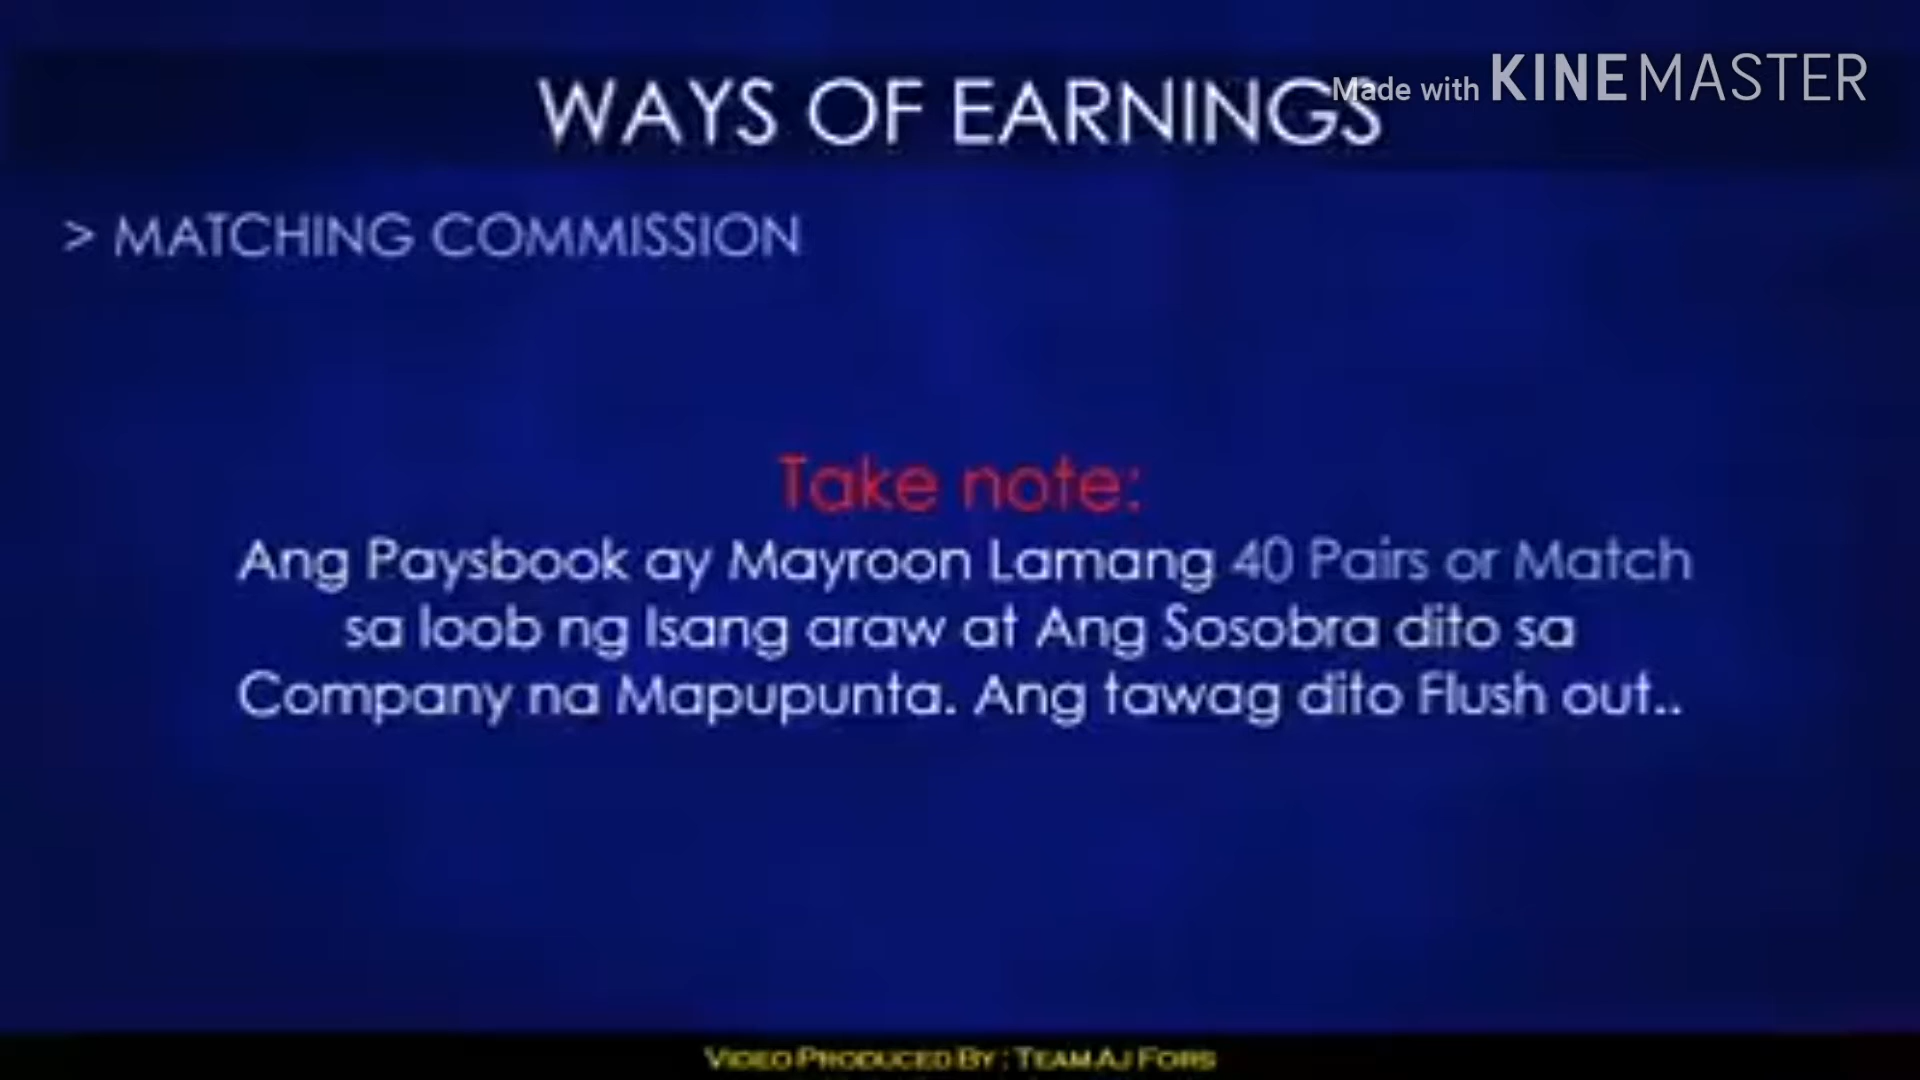 WAYS OF EARNINGS
Made with KINEMASTER
> MATCHING COMMISSION
Take note:
Ang Paysbook ay Mayroon Lamang 40 Pairs or Match
sa loob ng Isang araw at Ang Sosobra dito sa
Company na Mapupunta. Ang tawag dito Flush out..
VIDEO PRODUCED BY : TEAM AJ FORS